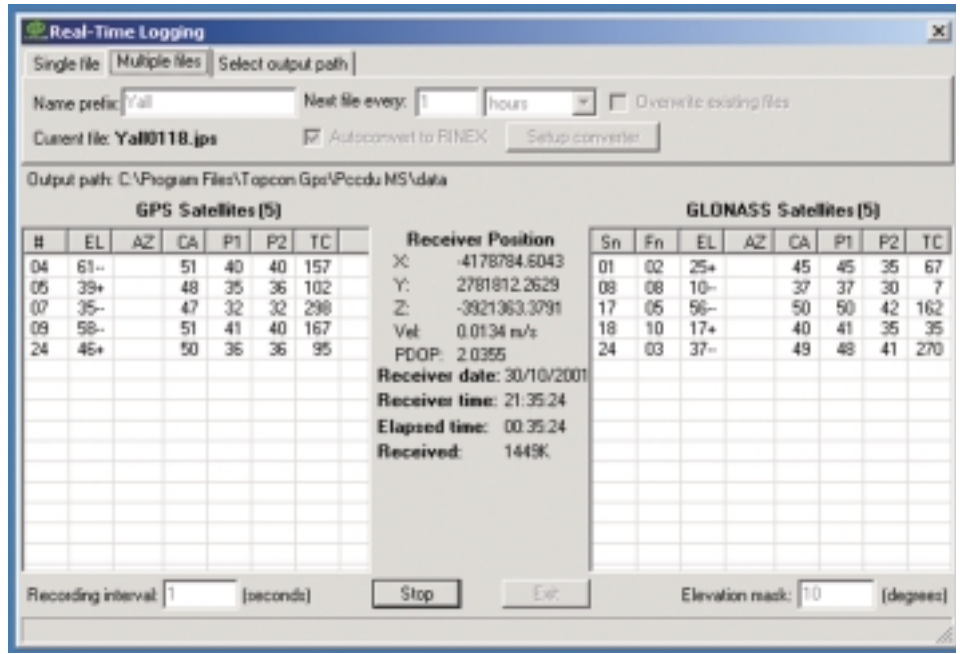 Real-Time Logging
Single file Multiple files Select output path
Name prefix: Yall Next file every: 1 hours Overwrite existing files
Current file: Yall0118.jps Autoconvert to RINEX Setup converter
Output path: C:\Program Files\Topcon Gps\Pccdu MS\data
GPS Satellites (5)
# EL AZ CA P1 P2 TC
04 61-- 51 40 40 157
05 39+ 48 35 36 102
07 35-- 47 32 32 298
09 58-- 51 41 40 167
24 46+ 50 36 36 95
Receiver Position
X: -4178784.6043
Y: 2781812.2629
Z: -3921363.3791
Vel: 0.0134 m/s
PDOP: 2.0355
Receiver date: 30/10/2001
Receiver time: 21:35:24
Elapsed time: 00:35:24
Received: 1449K
GLONASS Satellites (5)
Sn Fn EL AZ CA P1 P2 TC
01 02 25+ 45 45 35 67
08 08 10-- 37 37 30 7
17 05 56-- 50 50 42 162
18 10 17+ 40 41 35 35
24 03 37-- 49 48 41 270
Recording interval: 1 (seconds) Stop Exit Elevation mask: 10 (degrees)